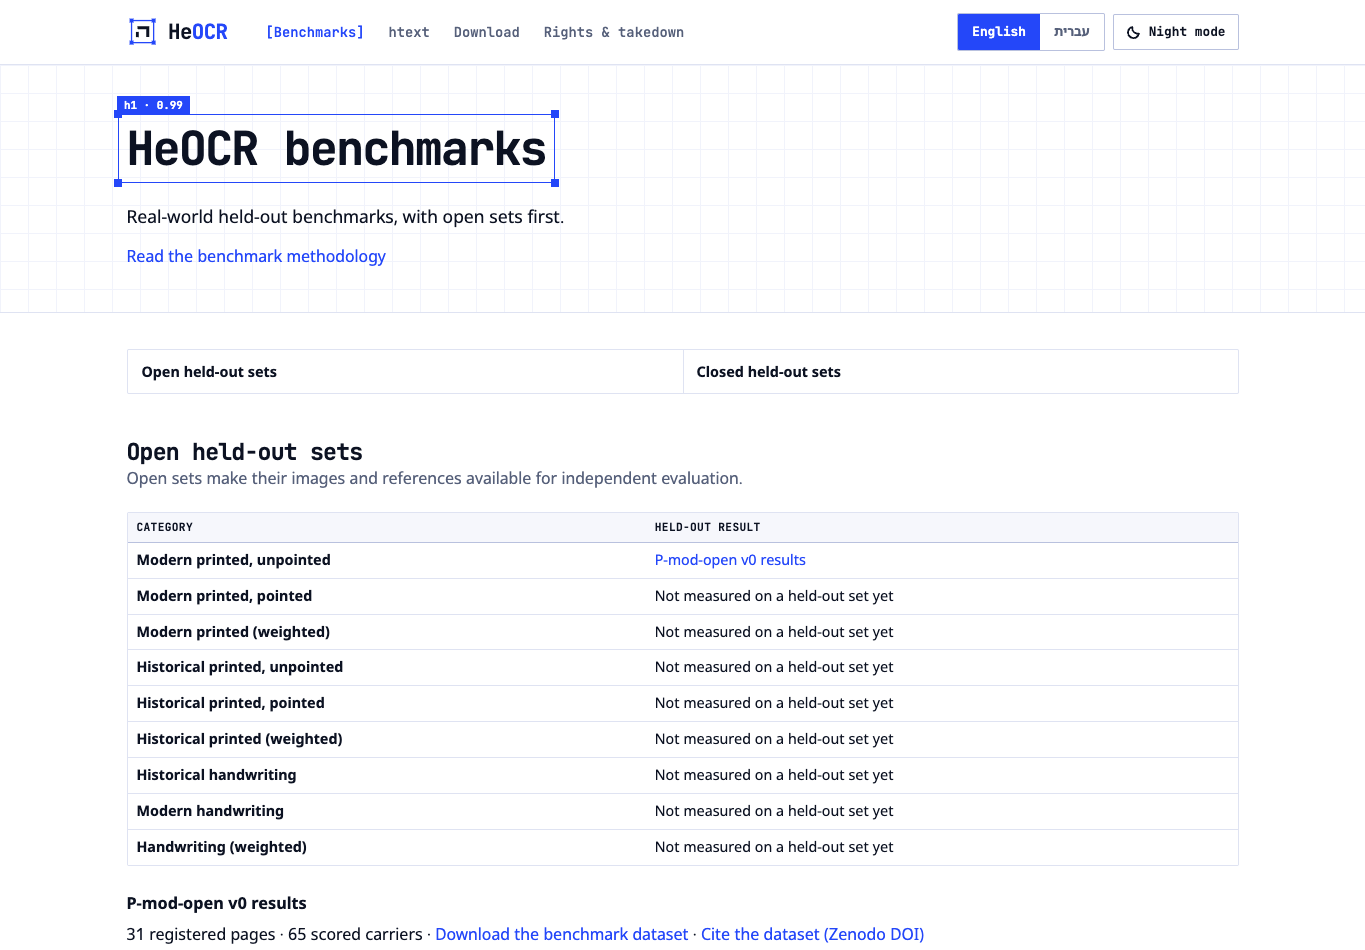 HeOCR [Benchmarks] htext Download Rights & takedown English עברית Night mode
h1 · 0.99
HeOCR benchmarks
Real-world held-out benchmarks, with open sets first.
Read the benchmark methodology
Open held-out sets Closed held-out sets
Open held-out sets
Open sets make their images and references available for independent evaluation.
CATEGORY HELD-OUT RESULT
Modern printed, unpointed P-mod-open v0 results
Modern printed, pointed Not measured on a held-out set yet
Modern printed (weighted) Not measured on a held-out set yet
Historical printed, unpointed Not measured on a held-out set yet
Historical printed, pointed Not measured on a held-out set yet
Historical printed (weighted) Not measured on a held-out set yet
Historical handwriting Not measured on a held-out set yet
Modern handwriting Not measured on a held-out set yet
Handwriting (weighted) Not measured on a held-out set yet
P-mod-open v0 results
31 registered pages · 65 scored carriers · Download the benchmark dataset · Cite the dataset (Zenodo DOI)